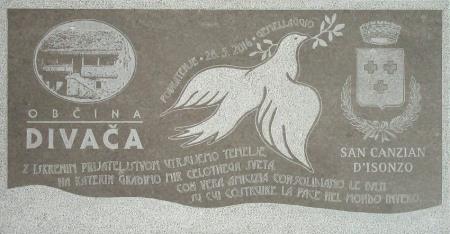 POBRATENJE • 28.5.2016 • GEMELLAGGIO
OBČINA
DIVAČA
SAN CANZIAN
D'ISONZO
Z ISKRENIM PRIJATELJSTVOM UTRJUJEMO TEMELJE,
NA KATERIH GRADIMO MIR CELOTNEGA SVETA.
CON VERA AMICIZIA CONSOLIDIAMO LE BASI
SU CUI COSTRUIRE LA PACE NEL MONDO INTERO.